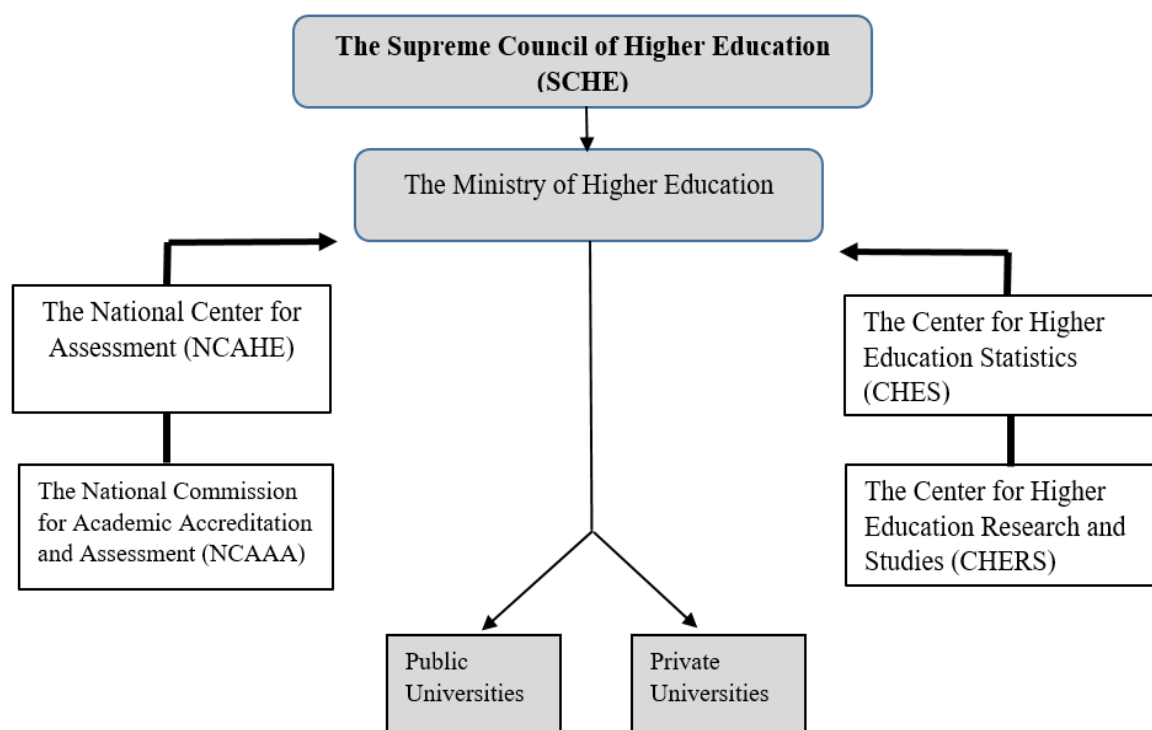 The Supreme Council of Higher Education
(SCHE)
The Ministry of Higher Education
The National Center for
Assessment (NCAHE)
The Center for Higher
Education Statistics
(CHES)
The National Commission
for Academic Accreditation
and Assessment (NCAAA)
The Center for Higher
Education Research and
Studies (CHERS)
Public
Universities
Private
Universities